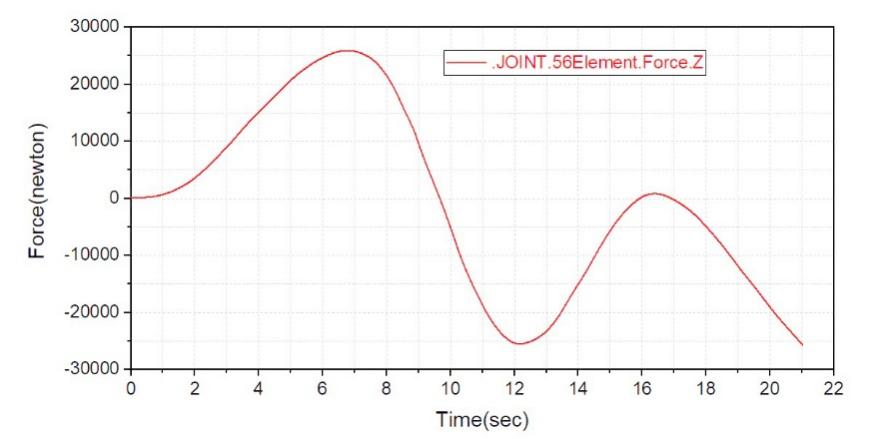 30000
20000
10000
0
-10000
-20000
-30000
Force(newton)
.JOINT.56Element.Force.Z
0 2 4 6 8 10 12 14 16 18 20 22
Time(sec)